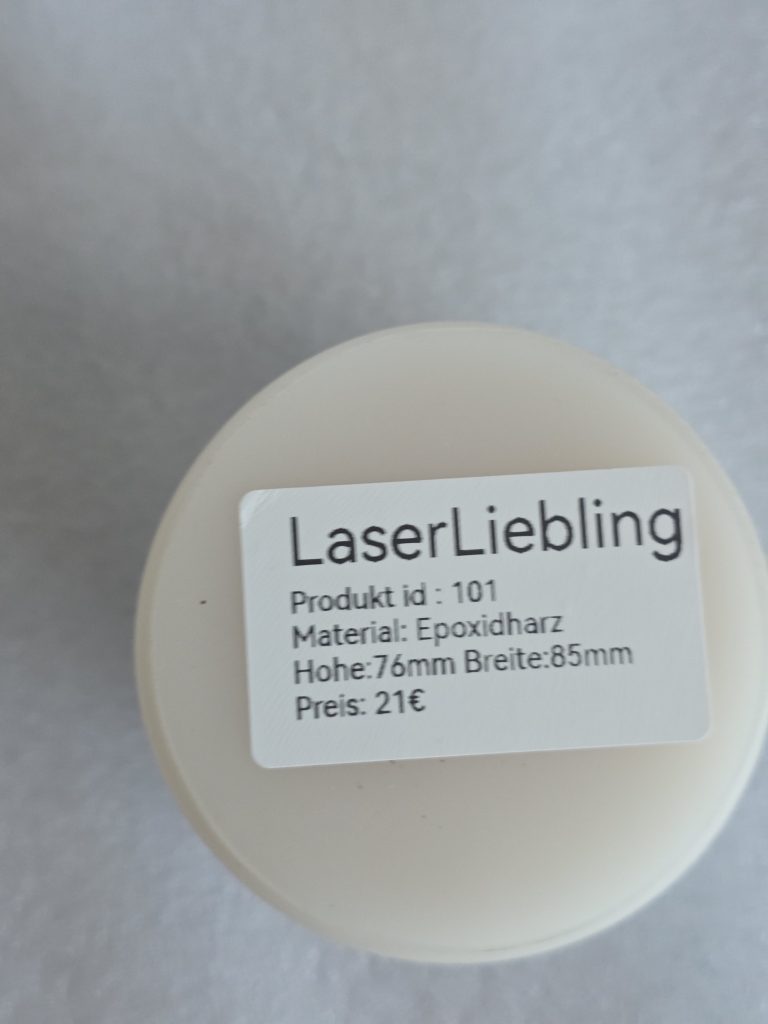 LaserLiebling
Produkt id : 101
Material: Epoxidharz
Hohe:76mm Breite:85mm
Preis: 21€